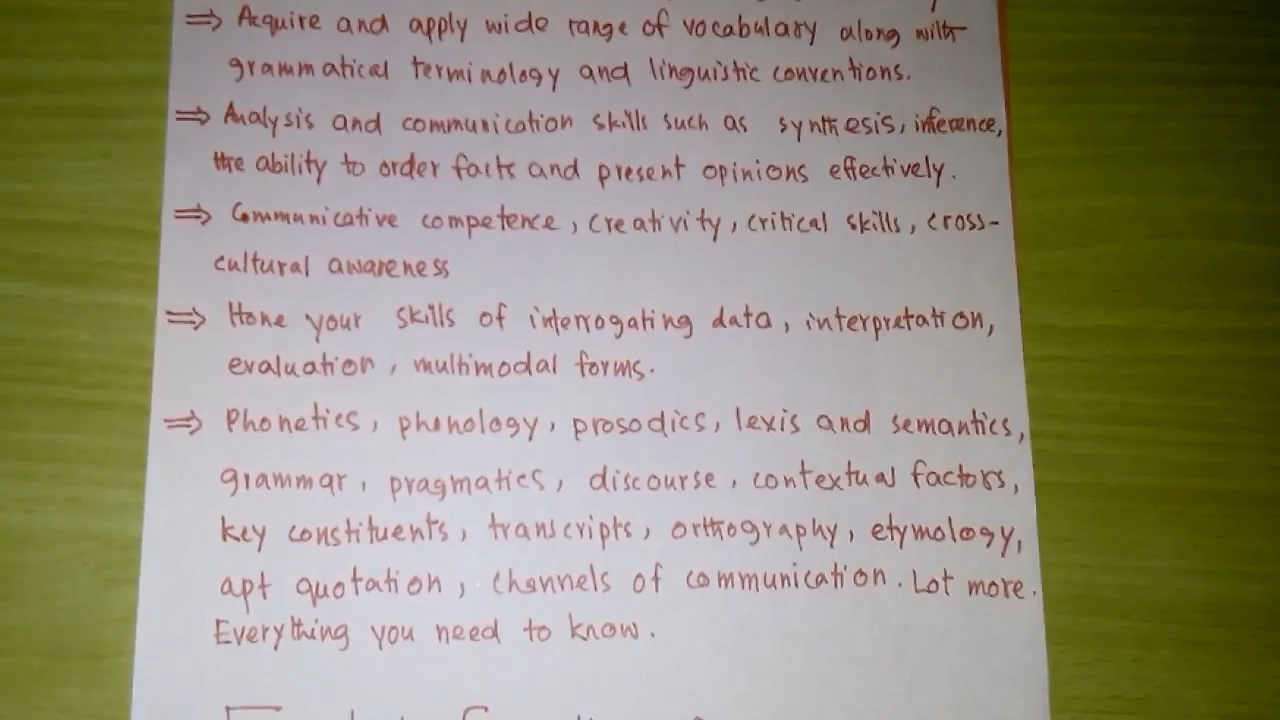 ⇒ Acquire and apply wide range of vocabulary along with
grammatical terminology and linguistic conventions.
⇒ Analysis and communication skills such as synthesis, inference,
the ability to order facts and present opinions effectively.
⇒ Communicative competence, creativity, critical skills, cross-
cultural awareness
⇒ Hone your skills of interrogating data, interpretation,
evaluation, multimodal forms.
⇒ Phonetics, phonology, prosodics, lexis and semantics,
grammar, pragmatics, discourse, contextual factors,
key constituents, transcripts, orthography, etymology,
apt quotation, channels of communication. Lot more.
Everything you need to know.